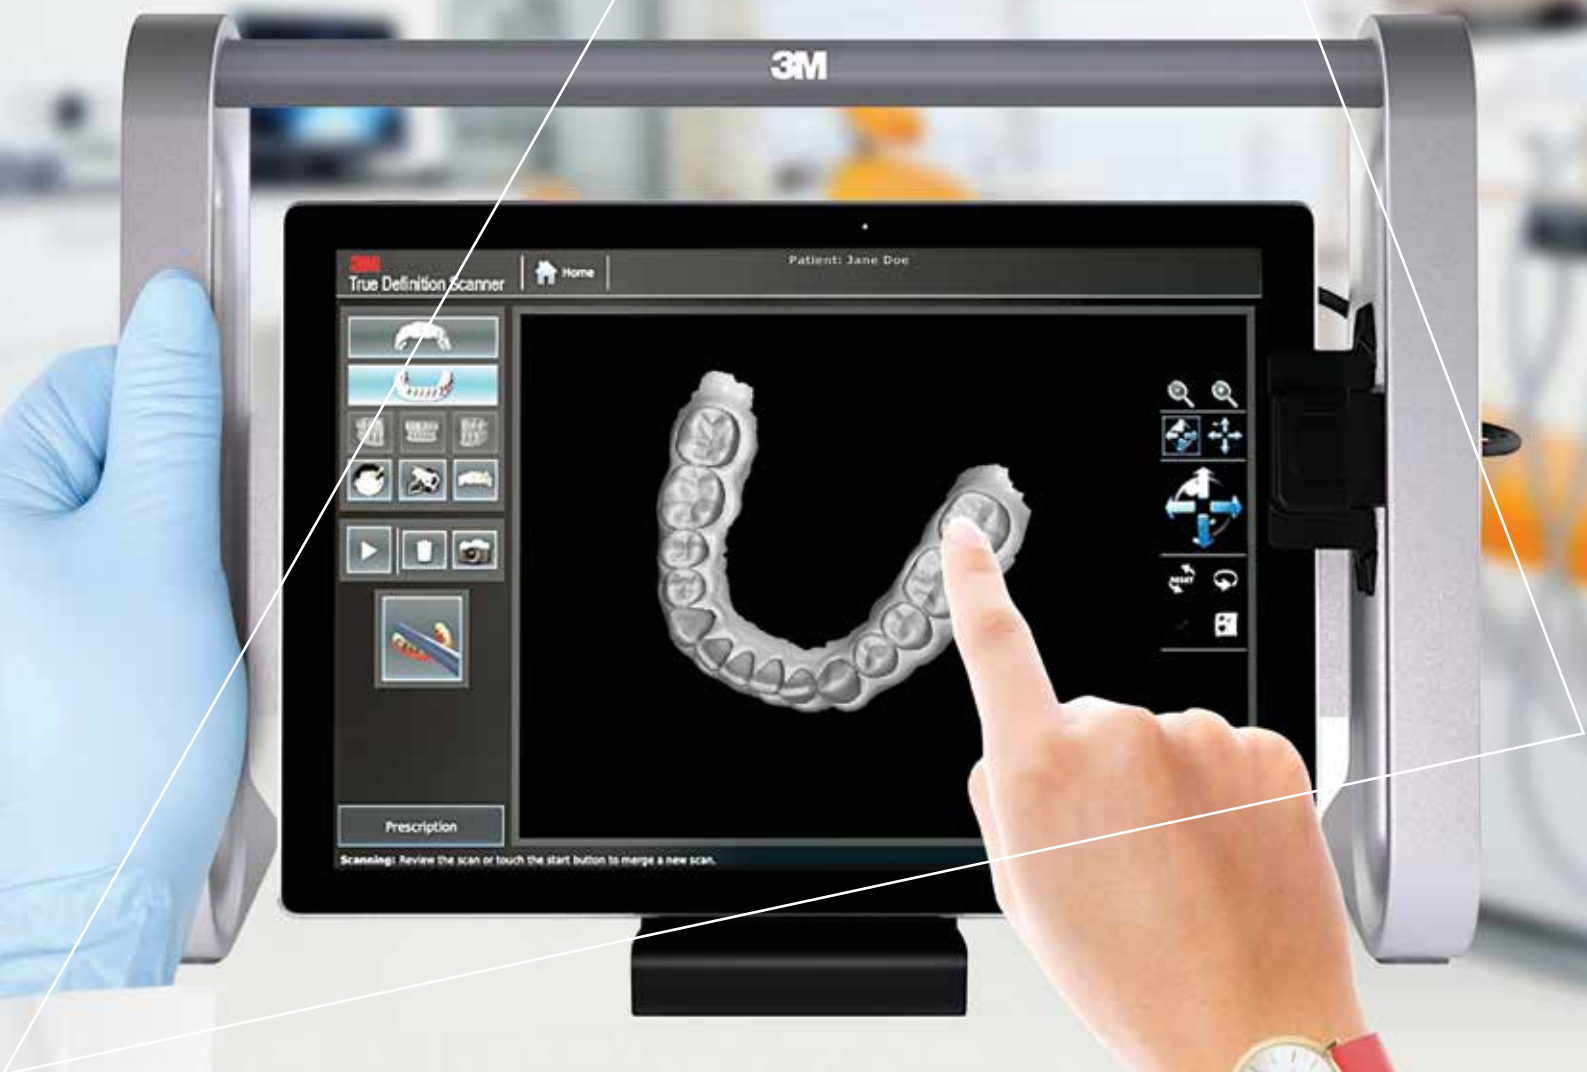 3M
3M
True Definition Scanner
Home
Patient: Jane Doe
RESET
Prescription
Scanning: Review the scan or touch the start button to merge a new scan.